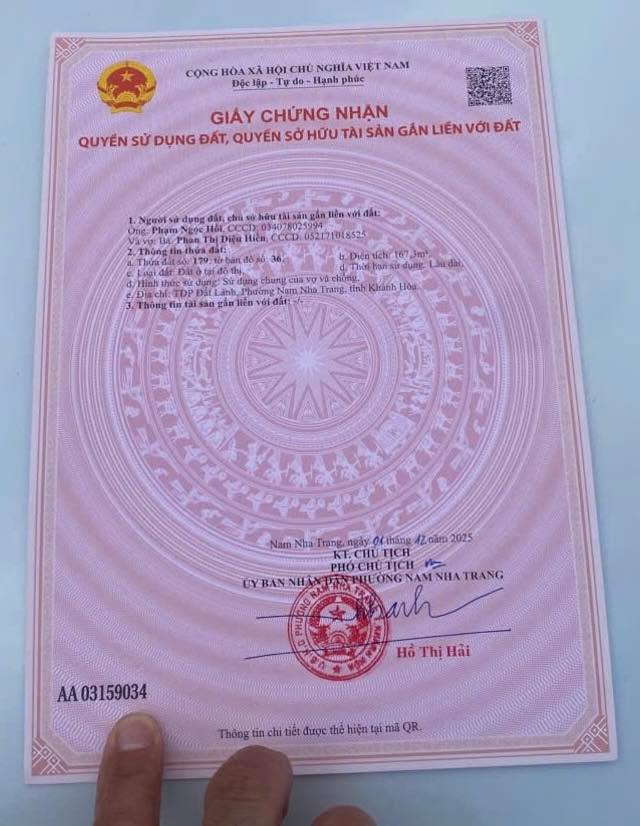 CỘNG HÒA XÃ HỘI CHỦ NGHĨA VIỆT NAM
Độc lập - Tự do - Hạnh phúc
GIẤY CHỨNG NHẬN
QUYỀN SỬ DỤNG ĐẤT, QUYỀN SỞ HỮU TÀI SẢN GẮN LIỀN VỚI ĐẤT
1. Người sử dụng đất, chủ sở hữu tài sản gắn liền với đất:
Ông: Phạm Ngọc Hồi, CCCD: 034078025994
Và vợ: Bà: Phan Thị Diệu Hiền, CCCD: 052171018525
2. Thông tin thửa đất:
a. Thửa đất số: 179; tờ bản đồ số: 36, b. Diện tích: 167,3m²
c. Loại đất: Đất ở tại đô thị. d. Thời hạn sử dụng: Lâu dài.
đ. Hình thức sử dụng: Sử dụng chung của vợ và chồng.
e. Địa chỉ: TDP Đất Lành, Phường Nam Nha Trang, tỉnh Khánh Hòa.
3. Thông tin tài sản gắn liền với đất: -/-
Nam Nha Trang, ngày 01 tháng 12 năm 2025
KT. CHỦ TỊCH
PHÓ CHỦ TỊCH
ỦY BAN NHÂN DÂN PHƯỜNG NAM NHA TRANG
U.B.N.D PHƯỜNG NAM NHA TRANG
Hồ Thị Hải
AA 03159034
Thông tin chi tiết được thể hiện tại mã QR.